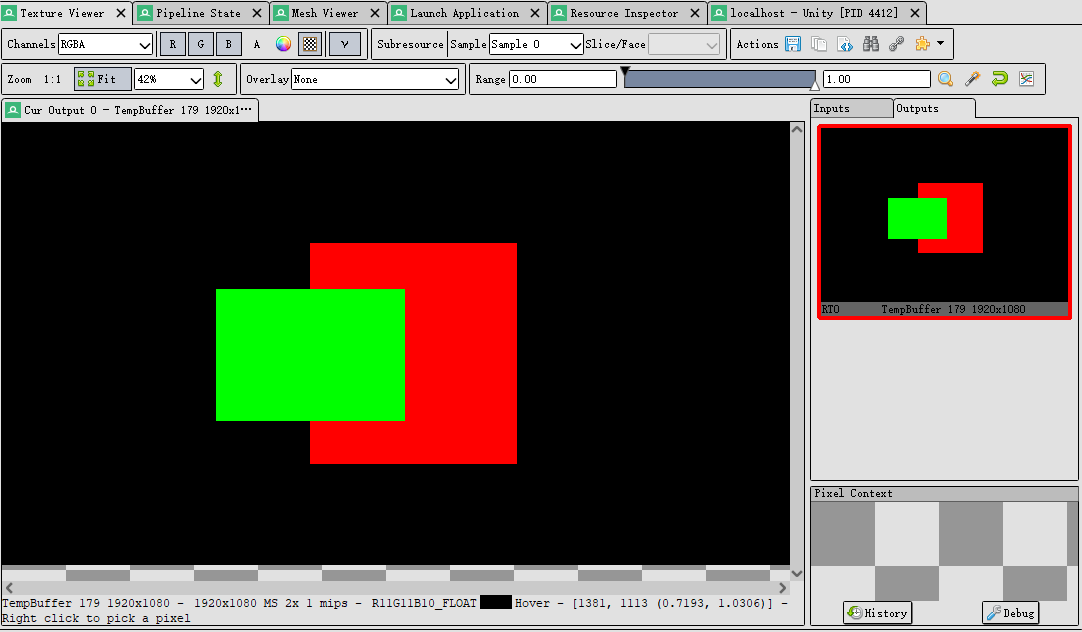 Texture Viewer Pipeline State Mesh Viewer Launch Application Resource Inspector localhost - Unity [PID 4412]
Channels RGBA R G B A γ Subresource Sample Sample 0 Slice/Face Actions
Zoom 1:1 Fit 42% Overlay None Range 0.00 1.00
Cur Output 0 - TempBuffer 179 1920x1···
Inputs Outputs
RT0 TempBuffer 179 1920x1080
Pixel Context
TempBuffer 179 1920x1080 - 1920x1080 MS 2x 1 mips - R11G11B10_FLOAT Hover - [1381, 1113 (0.7193, 1.0306)] -
Right click to pick a pixel
History Debug